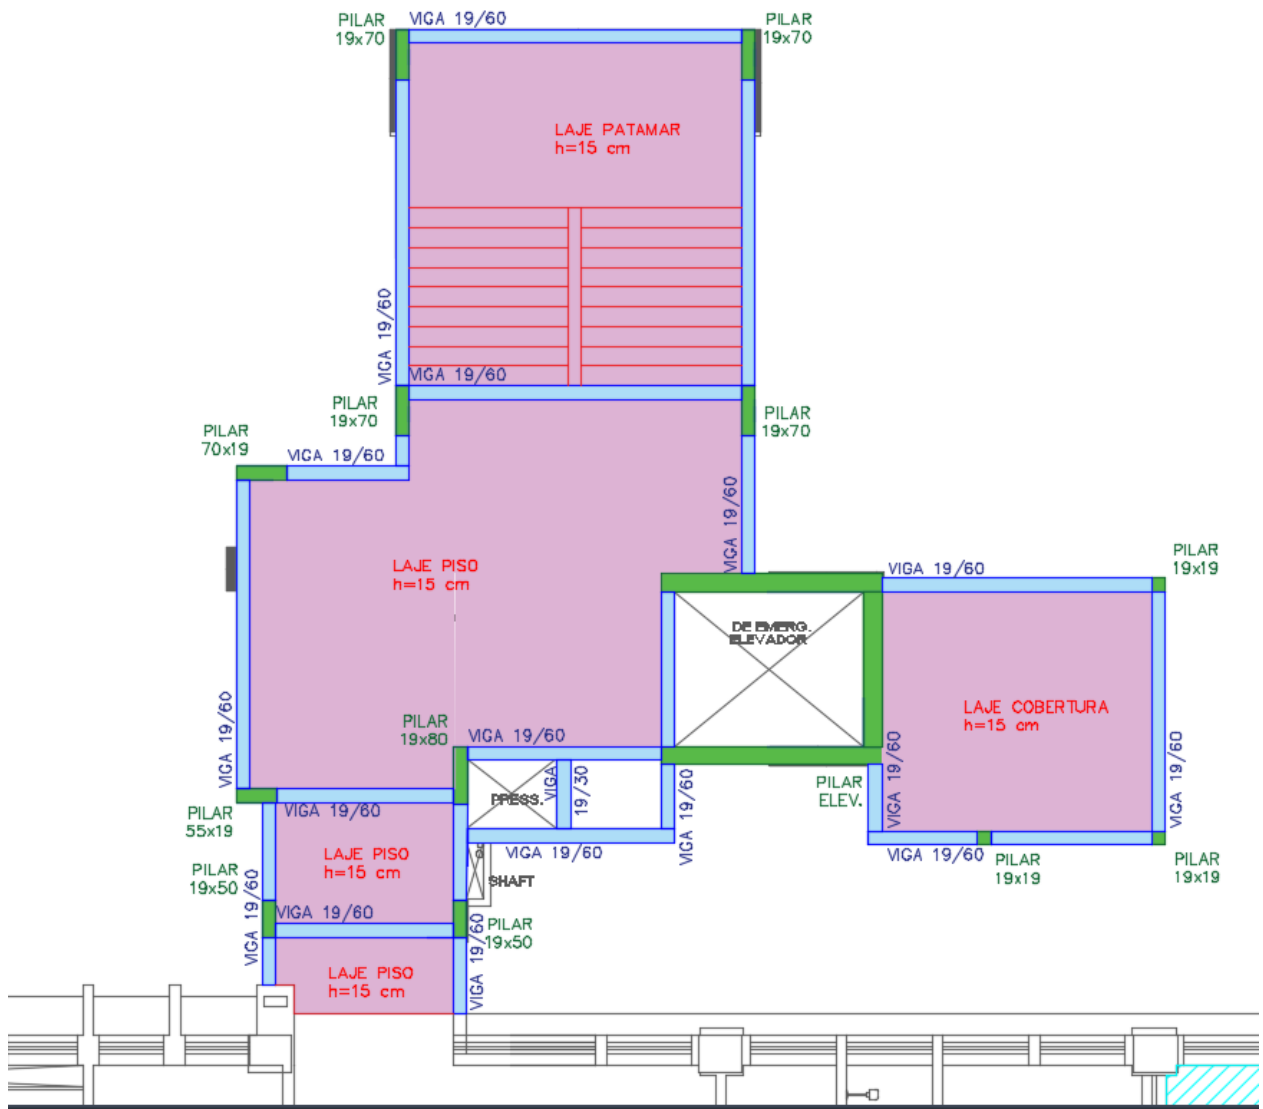 PILAR
19x70
VIGA 19/60
PILAR
19x70
LAJE PATAMAR
h=15 cm
VIGA 19/60
VIGA 19/60
PILAR
19x70
PILAR
19x70
PILAR
70x19
VIGA 19/60
VIGA 19/60
LAJE PISO
h=15 cm
PILAR
19x19
VIGA 19/60
DE EMERG.
ELEVADOR
VIGA 19/60
LAJE COBERTURA
h=15 cm
PILAR
19x80
VIGA 19/60
VIGA 19/60
VIGA 19/60
PILAR
ELEV.
VIGA
19/30
PRESS.
PILAR
55x19
VIGA 19/60
VIGA 19/60
VIGA 19/60
VIGA 19/60
LAJE PISO
h=15 cm
PILAR
19x19
PILAR
19x19
PILAR
19x50
SHAFT
VIGA 19/60
VIGA 19/60
PILAR
19x50
VIGA 19/60
LAJE PISO
h=15 cm